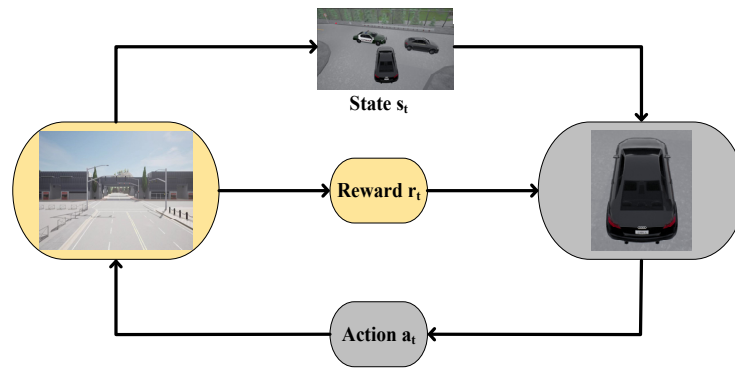 State sₜ
Reward rₜ
Action aₜ